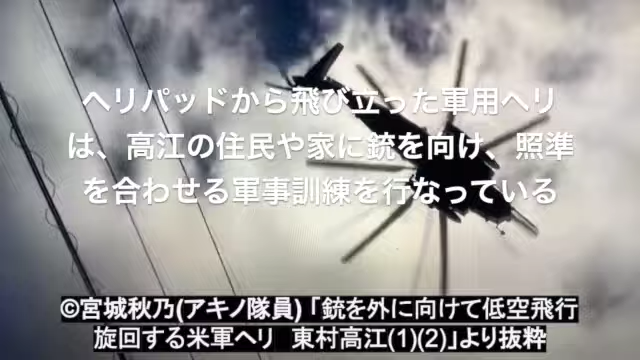 ヘリパッドから飛び立った軍用ヘリ
は、高江の住民や家に銃を向け、照準
を合わせる軍事訓練を行なっている
©宮城秋乃(アキノ隊員)「銃を外に向けて低空飛行
旋回する米軍ヘリ 東村高江(1)(2)」より抜粋